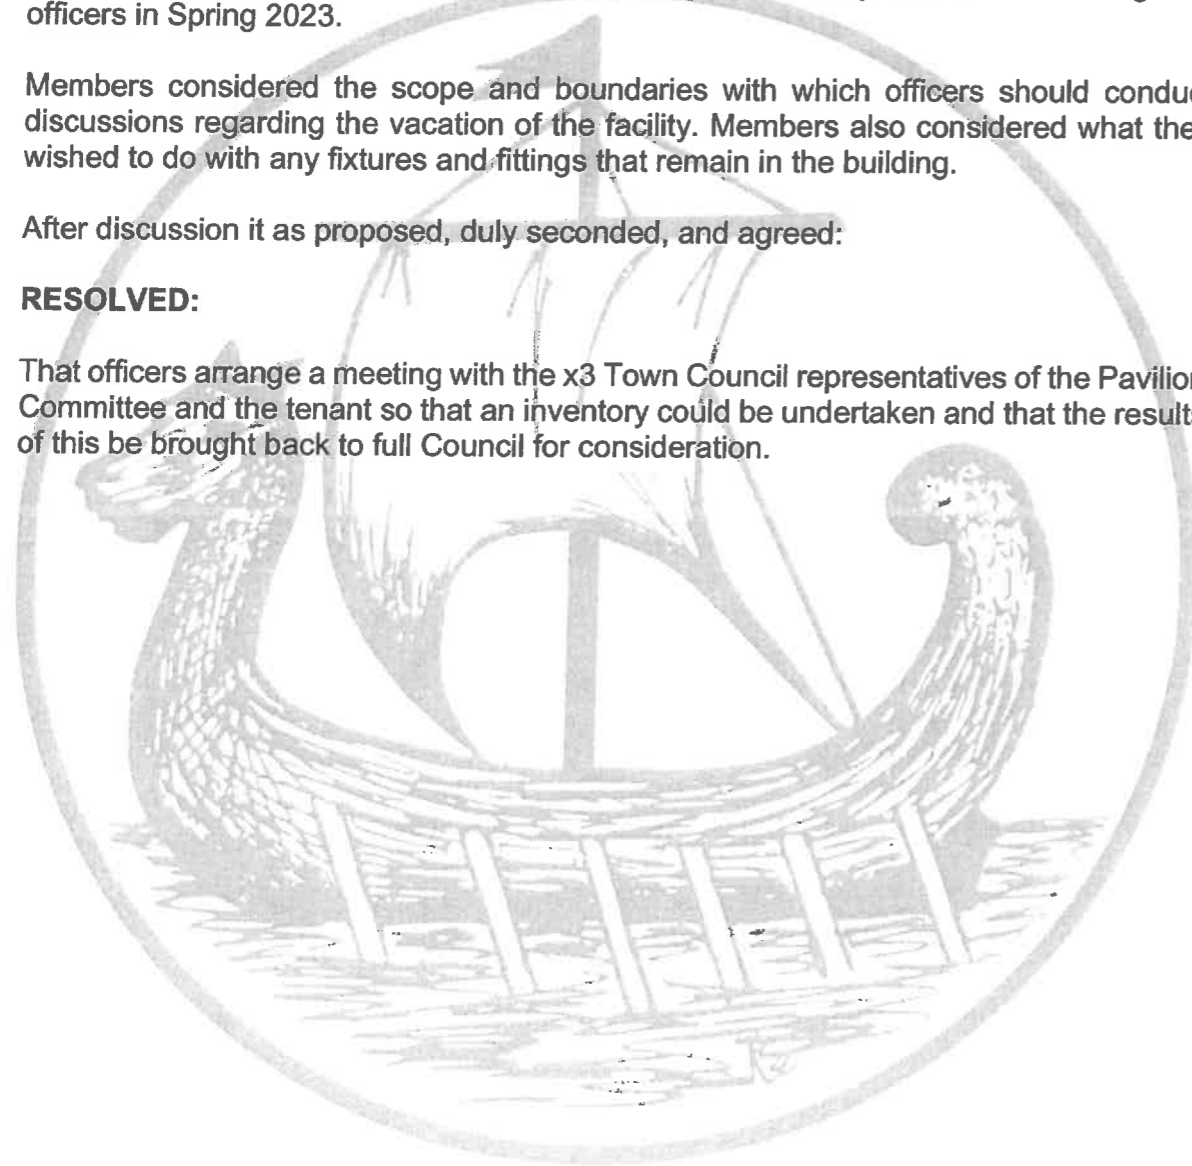 officers in Spring 2023.
Members considered the scope and boundaries with which officers should
discussions regarding the vacation of the facility. Members also considered what
wished to do with any fixtures and fittings that remain in the building.
After discussion it as proposed, duly seconded, and agreed:
RESOLVED:
That officers arrange a meeting with the x3 Town Council representatives of the
Committee and the tenant so that an inventory could be undertaken and that the
of this be brought back to full Council for consideration.